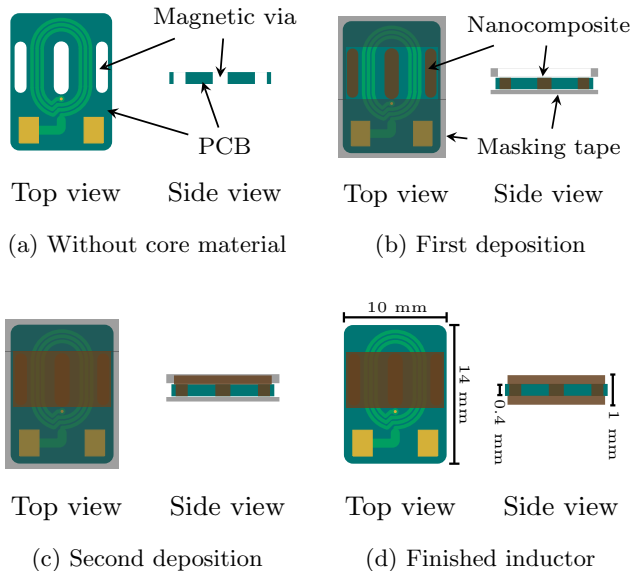 Magnetic via
PCB
Top view
Side view
(a) Without core material
Nanocomposite
Masking tape
Top view
Side view
(b) First deposition
Top view
Side view
(c) Second deposition
10 mm
14 mm
0.4 mm
1 mm
Top view
Side view
(d) Finished inductor